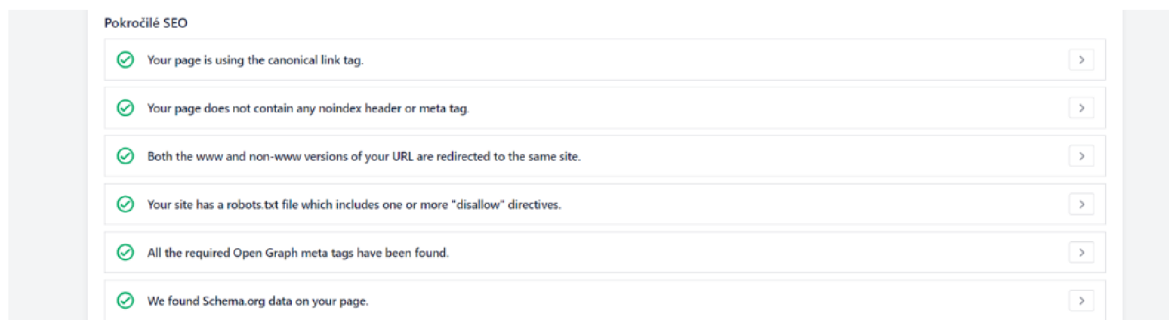 Pokročilé SEO
Your page is using the canonical link tag.
Your page does not contain any noindex header or meta tag.
Both the www and non-www versions of your URL are redirected to the same site.
Your site has a robots.txt file which includes one or more "disallow" directives.
All the required Open Graph meta tags have been found.
We found Schema.org data on your page.